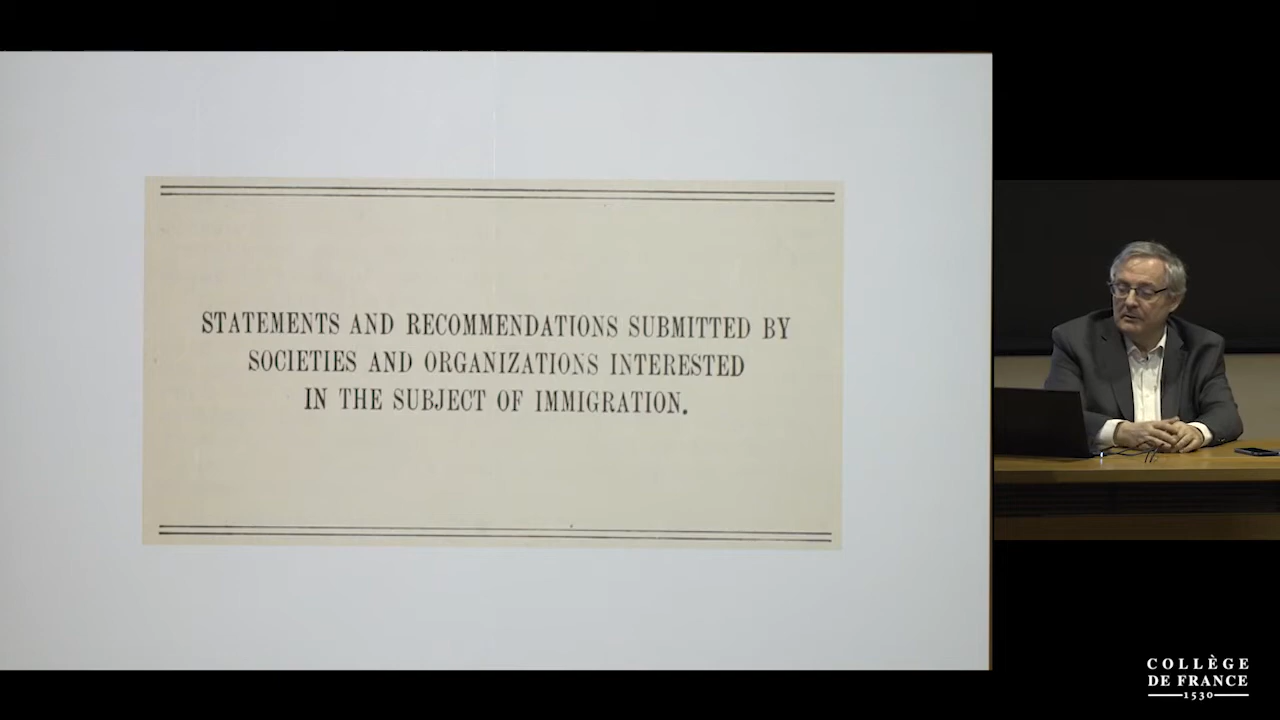 STATEMENTS AND RECOMMENDATIONS SUBMITTED BY
SOCIETIES AND ORGANIZATIONS INTERESTED
IN THE SUBJECT OF IMMIGRATION.
COLLÈGE
DE FRANCE
1530